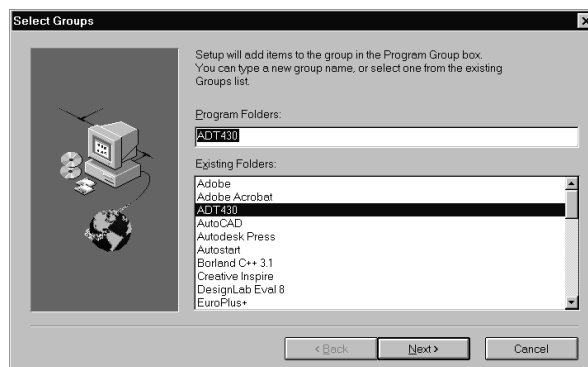 Select Groups
Setup will add items to the group in the Program Group box.
You can type a new group name, or select one from the existing
Groups list.
Program Folders:
ADT430
Existing Folders:
Adobe
Adobe Acrobat
ADT430
AutoCAD
Autodesk Press
Autostart
Borland C++ 3.1
Creative Inspire
DesignLab Eval 8
EuroPlus+
< Back
Next >
Cancel